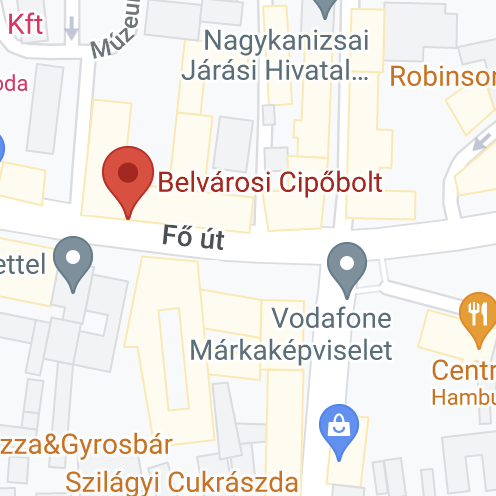 Kft
Múzeu
Nagykanizsai
Járási Hivatal...
Robinson
oda
Belvárosi Cipőbolt
Fő út
ettel
Vodafone
Márkaképviselet
Centr
Hambu
zza&Gyrosbár
Szilágyi Cukrászda